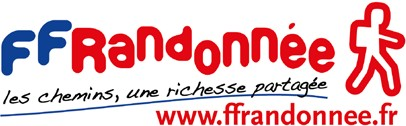 FFRandonnée
les chemins, une richesse partagée
www.ffrandonnee.fr